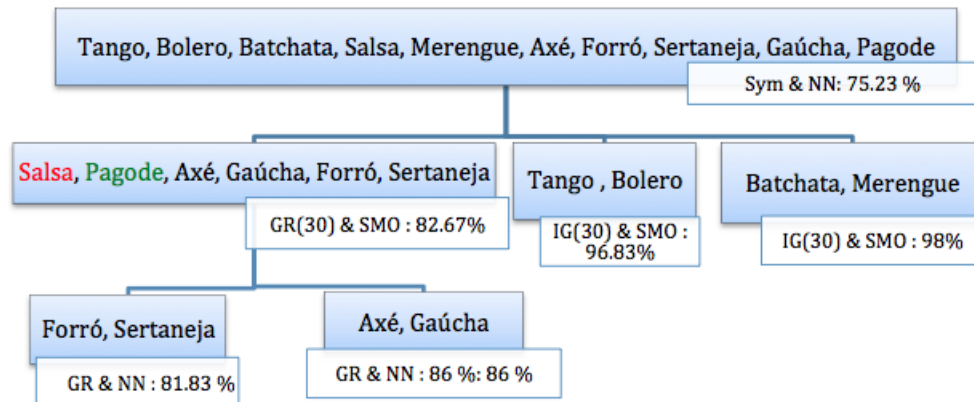 Tango, Bolero, Batchata, Salsa, Merengue, Axé, Forró, Sertaneja, Gaúcha, Pagode
Sym & NN: 75.23 %
Salsa, Pagode, Axé, Gaúcha, Forró, Sertaneja
GR(30) & SMO : 82.67%
Tango , Bolero
IG(30) & SMO :
96.83%
Batchata, Merengue
IG(30) & SMO : 98%
Forró, Sertaneja
GR & NN : 81.83 %
Axé, Gaúcha
GR & NN : 86 %: 86 %